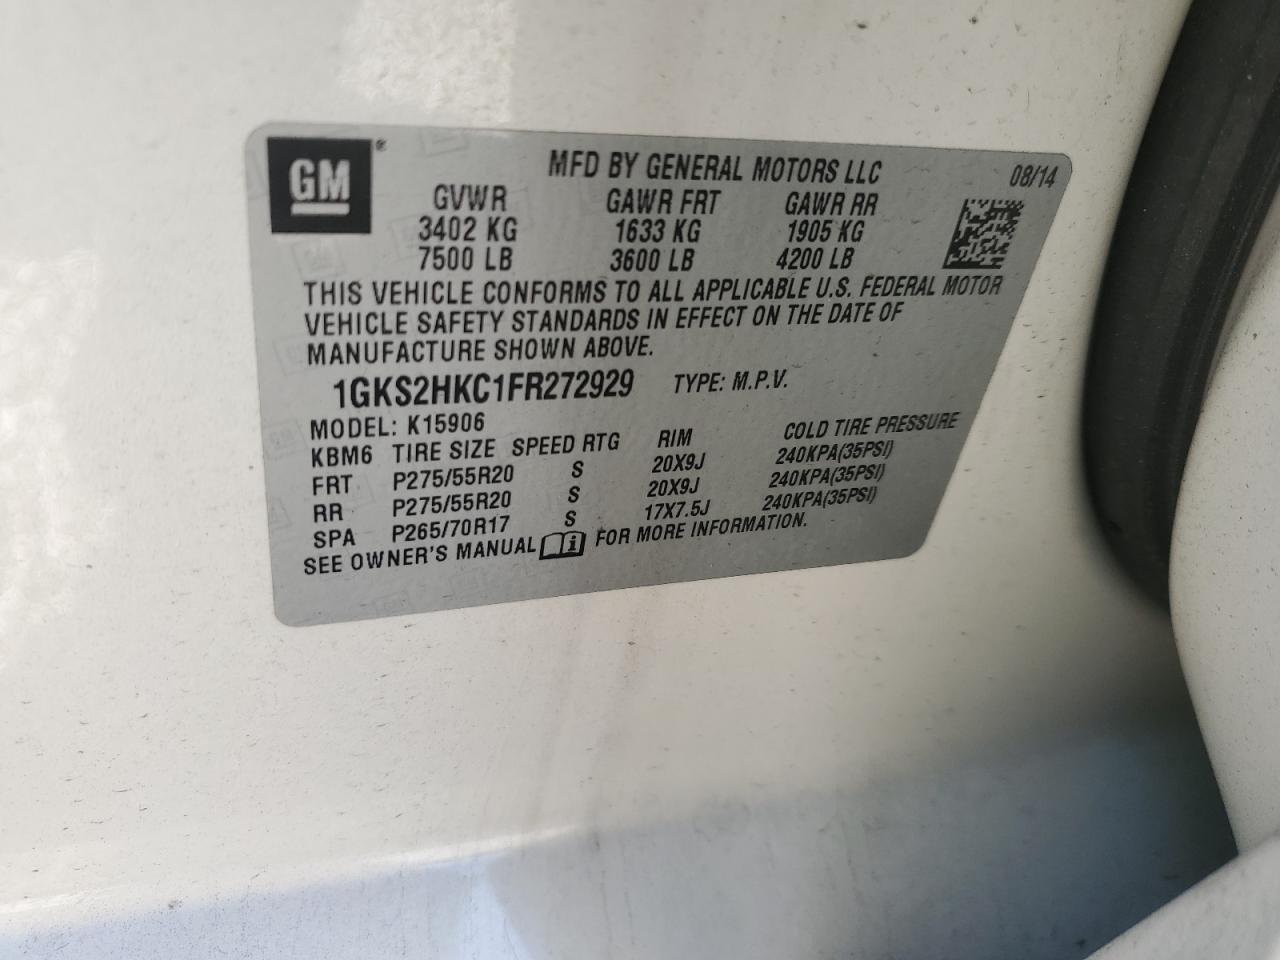 GM®
MFD BY GENERAL MOTORS LLC 08/14
GVWR GAWR FRT GAWR RR
3402 KG 1633 KG 1905 KG
7500 LB 3600 LB 4200 LB
THIS VEHICLE CONFORMS TO ALL APPLICABLE U.S. FEDERAL MOTOR
VEHICLE SAFETY STANDARDS IN EFFECT ON THE DATE OF
MANUFACTURE SHOWN ABOVE.
1GKS2HKC1FR272929 TYPE: M.P.V.
MODEL: K15906
KBM6 TIRE SIZE SPEED RTG RIM COLD TIRE PRESSURE
FRT P275/55R20 S 20X9J 240KPA(35PSI)
RR P275/55R20 S 20X9J 240KPA(35PSI)
SPA P265/70R17 S 17X7.5J 240KPA(35PSI)
SEE OWNER'S MANUAL i FOR MORE INFORMATION.